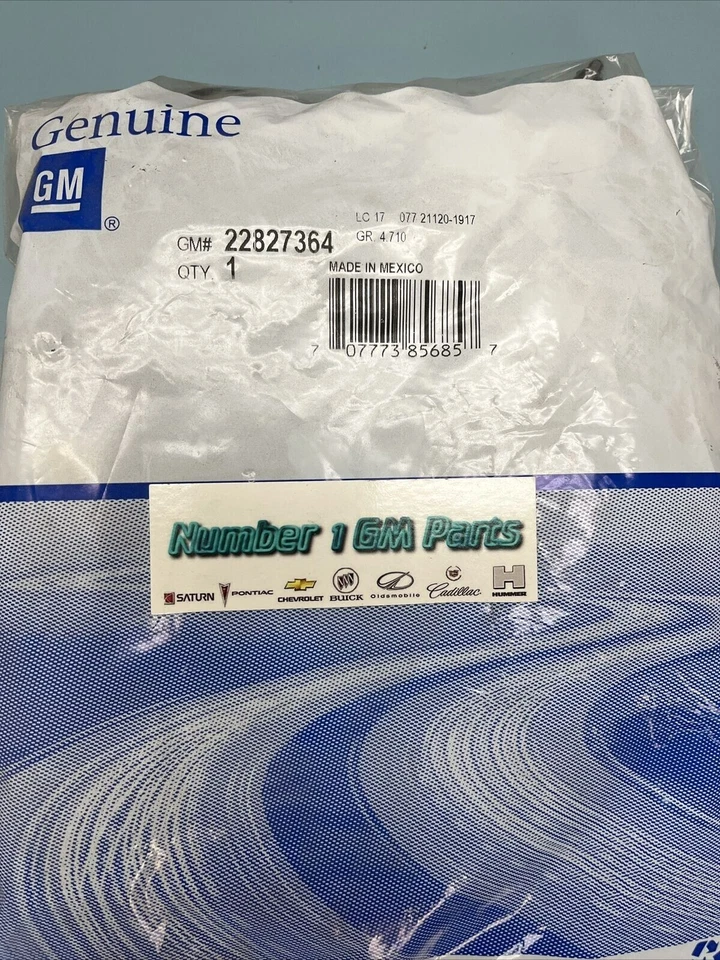 Genuine
GM
®
LC 17 077 21120-1917
GM# 22827364 GR. 4.710
QTY 1 MADE IN MEXICO
7 07773 85685 7
Number 1 GM Parts
SATURN PONTIAC CHEVROLET BUICK Oldsmobile Cadillac HUMMER